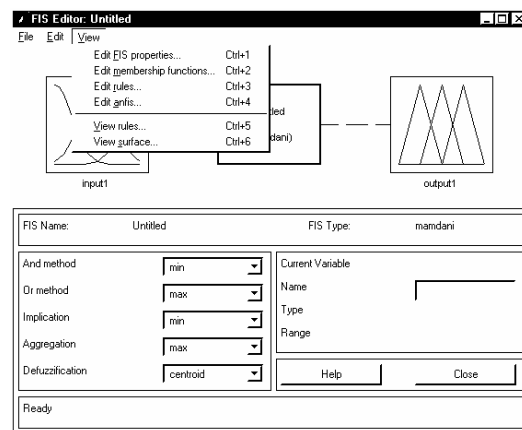 FIS Editor: Untitled
File Edit View
Edit FIS properties... Ctrl+1
Edit membership functions... Ctrl+2
Edit rules... Ctrl+3
Edit anfis... Ctrl+4
View rules... Ctrl+5
View surface... Ctrl+6
tled
dani)
input1
output1
FIS Name: Untitled FIS Type: mamdani
And method min
Or method max
Implication min
Aggregation max
Defuzzification centroid
Current Variable
Name
Type
Range
Help Close
Ready